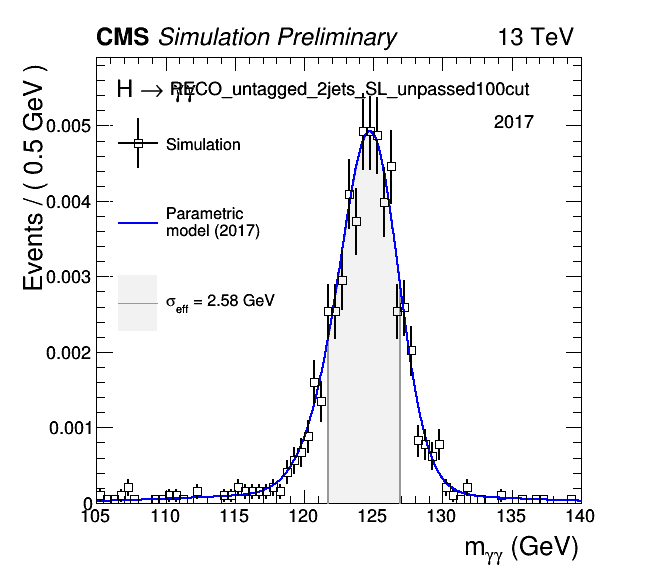 CMS Simulation Preliminary 13 TeV
H → γγ RECO_untagged_2jets_SL_unpassed100cut
2017
Simulation
Parametric
model (2017)
σeff = 2.58 GeV
Events / ( 0.5 GeV )
0.005
0.004
0.003
0.002
0.001
0
105 110 115 120 125 130 135 140
mγγ (GeV)